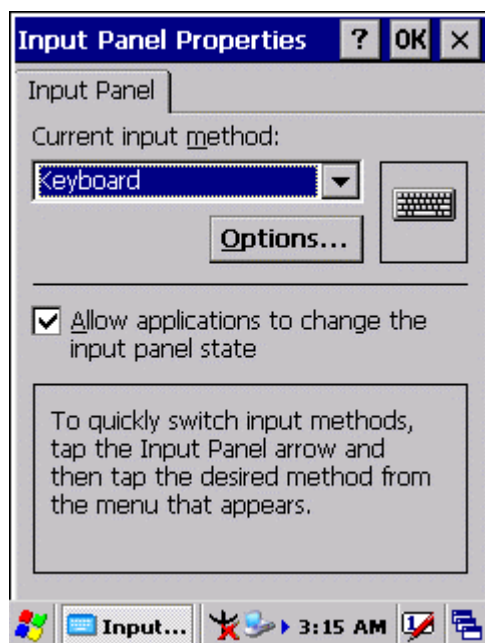 Input Panel Properties ? OK ×
Input Panel
Current input method:
Keyboard
Options...
Allow applications to change the
input panel state
To quickly switch input methods,
tap the Input Panel arrow and
then tap the desired method from
the menu that appears.
Input... 3:15 AM